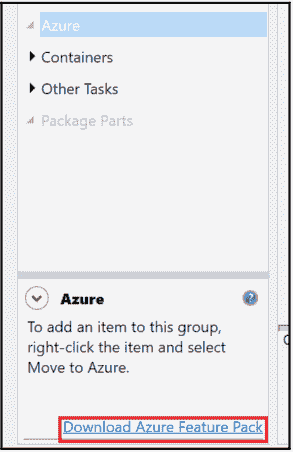 Azure
Containers
Other Tasks
Package Parts
Azure
To add an item to this group,
right-click the item and select
Move to Azure.
Download Azure Feature Pack